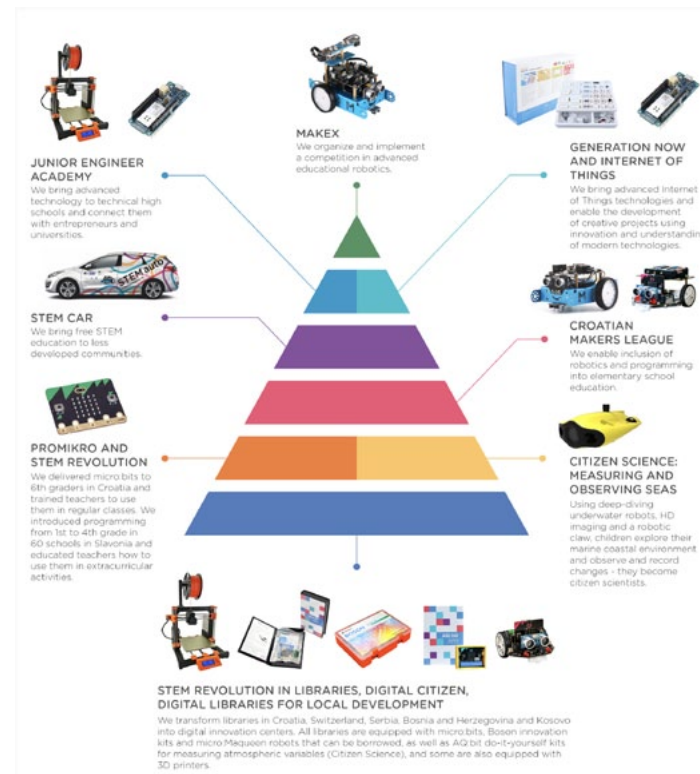 MAKEX
We organize and implement
a competition in advanced
educational robotics.
JUNIOR ENGINEER
ACADEMY
We bring advanced
technology to technical high
schools and connect them
with entrepreneurs and
universities.
GENERATION NOW
AND INTERNET OF
THINGS
We bring advanced Internet
of Things technologies and
enable the development
of creative projects using
innovation and understandin
of modern technologies.
STEMauto
STEM CAR
We bring free STEM
education to less
developed communities.
CROATIAN
MAKERS LEAGUE
We enable inclusion of
robotics and programming
into elementary school
education.
PROMIKRO AND
STEM REVOLUTION
We delivered micro:bits to
6th graders in Croatia and
trained teachers to use
them in regular classes. We
introduced programming
from 1st to 4th grade in
60 schools in Slavonia and
educated teachers how to
use them in extracurricular
activities.
CITIZEN SCIENCE:
MEASURING AND
OBSERVING SEAS
Using deep-diving
underwater robots, HD
imaging and a robotic
claw, children explore their
marine coastal environment
and observe and record
changes - they become
citizen scientists.
STEM REVOLUTION IN LIBRARIES, DIGITAL CITIZEN,
DIGITAL LIBRARIES FOR LOCAL DEVELOPMENT
We transform libraries in Croatia, Switzerland, Serbia, Bosnia and Herzegovina and Kosovo
into digital innovation centers. All libraries are equipped with micro:bits, Boson innovation
kits and micro:Maqueen robots that can be borrowed, as well as AQ:bit do-it-yourself kits
for measuring atmospheric variables (Citizen Science), and some are also equipped with
3D printers.